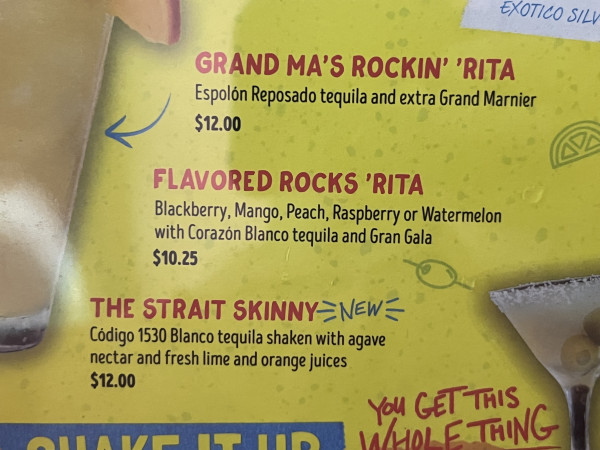 EXOTICO SILV
GRAND MA'S ROCKIN' 'RITA
Espolón Reposado tequila and extra Grand Marnier
$12.00
FLAVORED ROCKS 'RITA
Blackberry, Mango, Peach, Raspberry or Watermelon
with Corazón Blanco tequila and Gran Gala
$10.25
THE STRAIT SKINNY NEW
Código 1530 Blanco tequila shaken with agave
nectar and fresh lime and orange juices
$12.00
YOU GET THIS
WHOLE THING
SHAKE IT UP